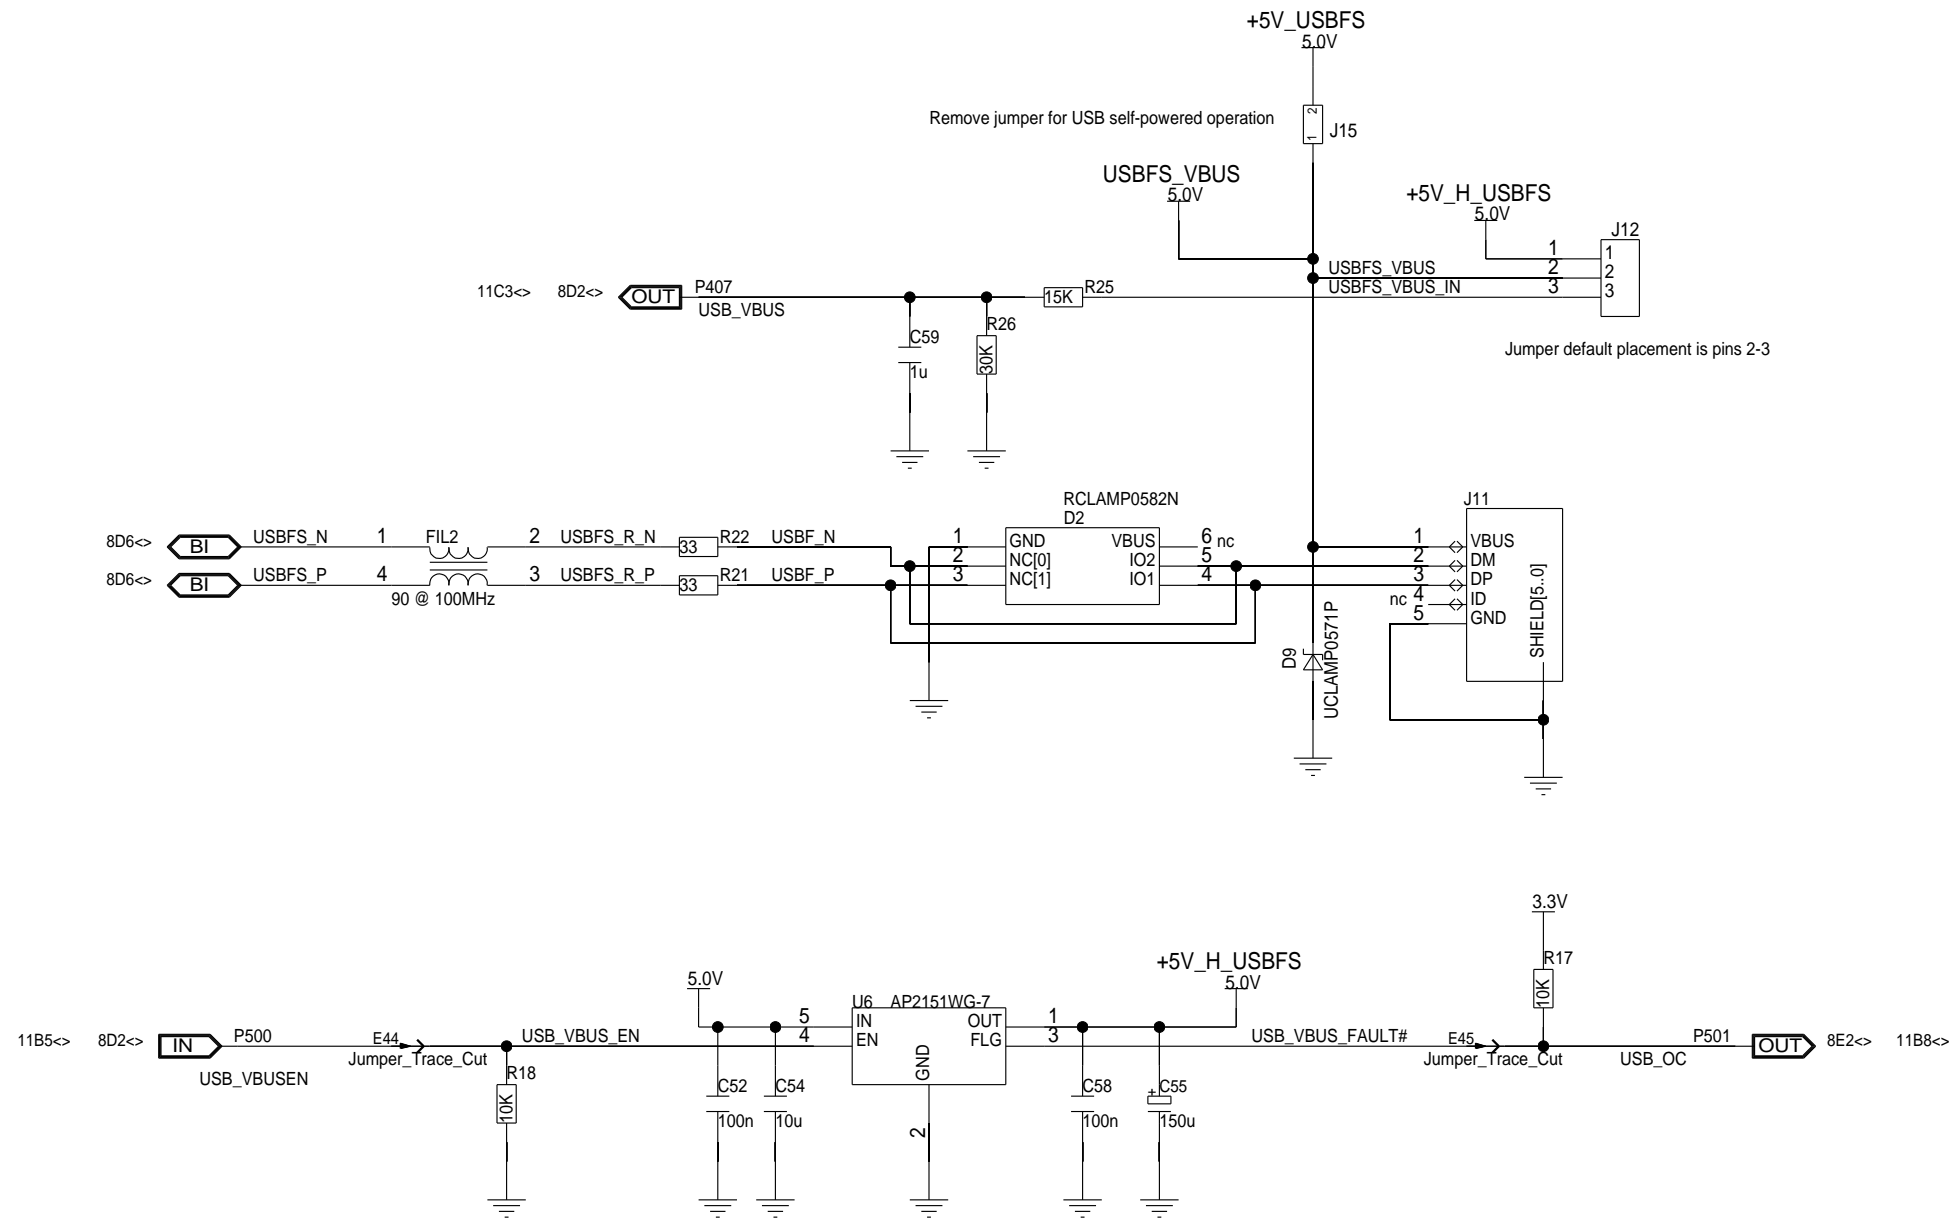 +5V_USBFS
5.0V
Remove jumper for USB self-powered operation
2
1
J15
USBFS_VBUS
5.0V
+5V_H_USBFS
5.0V
J12
1 1
USBFS_VBUS 2 2
USBFS_VBUS_IN 3 3
11C3<> 8D2<> OUT P407
USB_VBUS
15K R25
R26
30K
C59
1u
Jumper default placement is pins 2-3
RCLAMP0582N
D2
J11
8D6<> BI USBFS_N 1 FIL2 2 USBFS_R_N 33 R22 USBF_N
8D6<> BI USBFS_P 4 3 USBFS_R_P 33 R21 USBF_P
90 @ 100MHz
1 GND VBUS 6 nc
2 NC[0] IO2 5
3 NC[1] IO1 4
1 VBUS
2 DM
3 DP
nc 4 ID
5 GND
SHIELD[5..0]
D9
UCLAMP0571P
3.3V
R17
10K
5.0V
+5V_H_USBFS
5.0V
U6 AP2151WG-7
5 IN OUT 1
4 EN FLG 3
GND
2
11B5<> 8D2<> IN P500
USB_VBUSEN
E44
Jumper_Trace_Cut
USB_VBUS_EN
R18
10K
C52
100n
C54
10u
C58
100n
+ C55
150u
USB_VBUS_FAULT#
E45
Jumper_Trace_Cut
P501
USB_OC
OUT 8E2<> 11B8<>